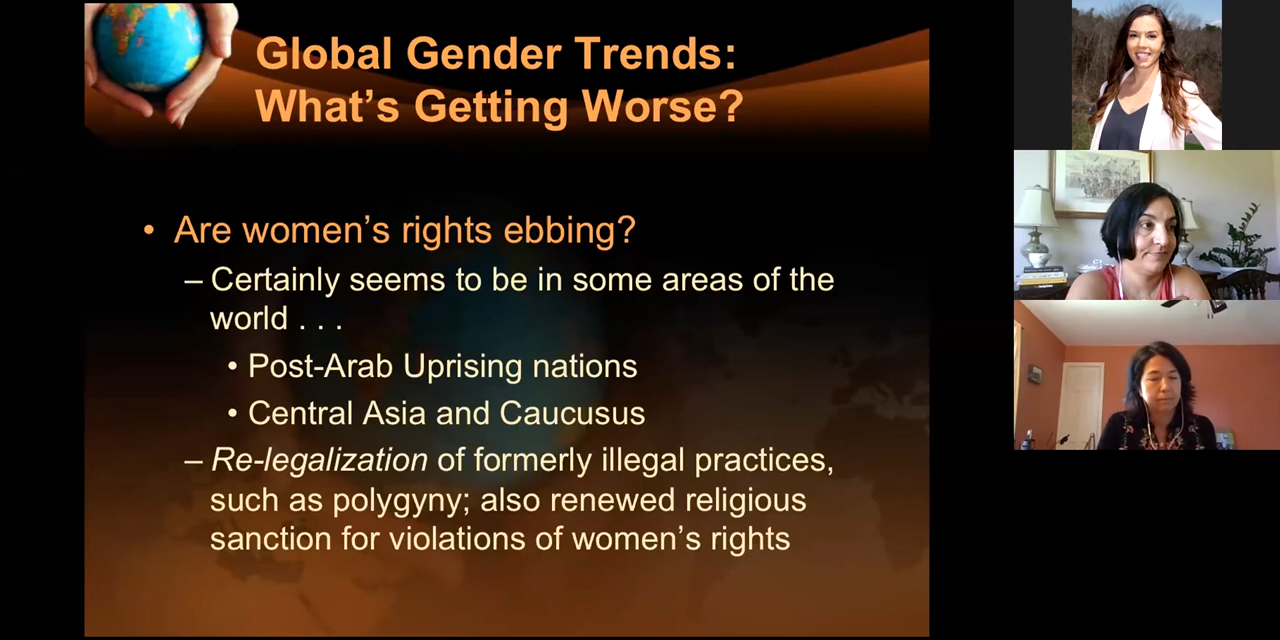 Global Gender Trends:
What's Getting Worse?
• Are women's rights ebbing?
– Certainly seems to be in some areas of the
world . . .
• Post-Arab Uprising nations
• Central Asia and Caucusus
– Re-legalization of formerly illegal practices,
such as polygyny; also renewed religious
sanction for violations of women's rights